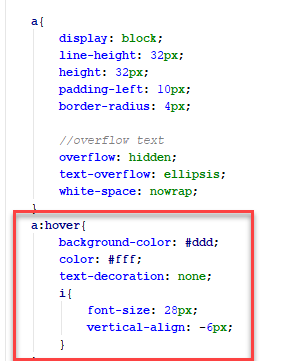 a{
display: block;
line-height: 32px;
height: 32px;
padding-left: 10px;
border-radius: 4px;
//overflow text
overflow: hidden;
text-overflow: ellipsis;
white-space: nowrap;
}
a:hover{
background-color: #ddd;
color: #fff;
text-decoration: none;
i{
font-size: 28px;
vertical-align: -6px;
}